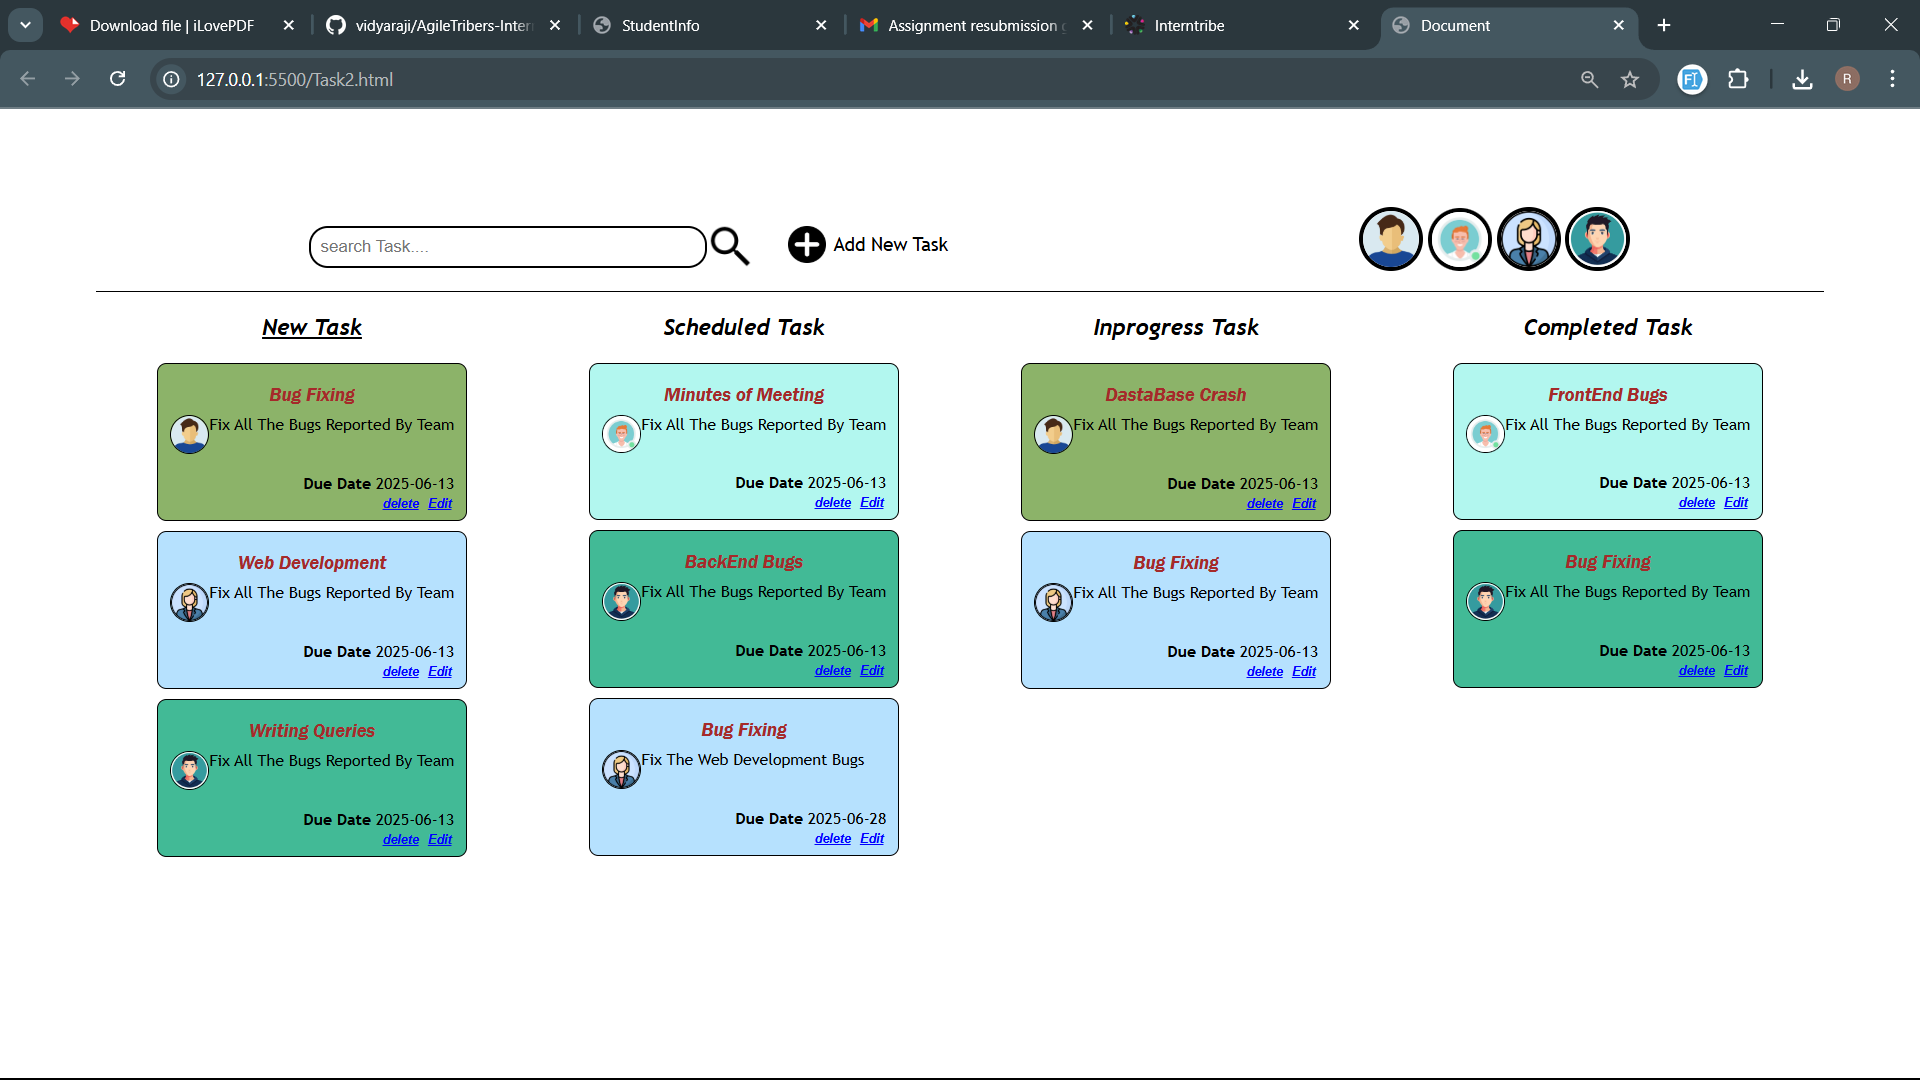 Download file | iLovePDF
vidyaraji/AgileTribers-Inter
StudentInfo
Assignment resubmission
Interntribe
Document
127.0.0.1:5500/Task2.html
R
search Task....
Add New Task
New Task
Scheduled Task
Inprogress Task
Completed Task
Bug Fixing
Fix All The Bugs Reported By Team
Due Date 2025-06-13
delete Edit
Web Development
Fix All The Bugs Reported By Team
Due Date 2025-06-13
delete Edit
Writing Queries
Fix All The Bugs Reported By Team
Due Date 2025-06-13
delete Edit
Minutes of Meeting
Fix All The Bugs Reported By Team
Due Date 2025-06-13
delete Edit
BackEnd Bugs
Fix All The Bugs Reported By Team
Due Date 2025-06-13
delete Edit
Bug Fixing
Fix The Web Development Bugs
Due Date 2025-06-28
delete Edit
DastaBase Crash
Fix All The Bugs Reported By Team
Due Date 2025-06-13
delete Edit
Bug Fixing
Fix All The Bugs Reported By Team
Due Date 2025-06-13
delete Edit
FrontEnd Bugs
Fix All The Bugs Reported By Team
Due Date 2025-06-13
delete Edit
Bug Fixing
Fix All The Bugs Reported By Team
Due Date 2025-06-13
delete Edit